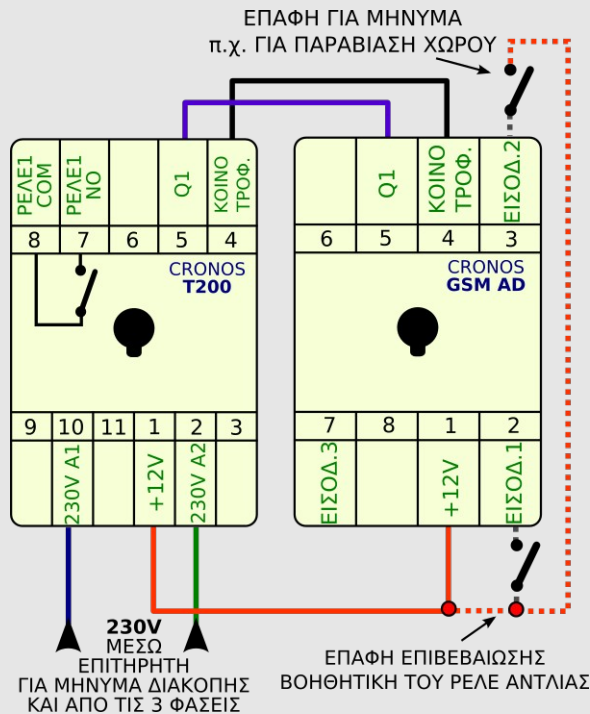 ΕΠΑΦΗ ΓΙΑ ΜΗΝΥΜΑ
π.χ. ΓΙΑ ΠΑΡΑΒΙΑΣΗ ΧΩΡΟΥ
ΡΕΛΕ1 COM
ΡΕΛΕ1 NO
Q1
ΚΟΙΝΟ ΤΡΟΦ.
8 7 6 5 4
CRONOS
T200
9 10 11 1 2 3
230V A1
+12V
230V A2
Q1
ΚΟΙΝΟ ΤΡΟΦ.
ΕΙΣΟΔ.2
6 5 4 3
CRONOS
GSM AD
7 8 1 2
ΕΙΣΟΔ.3
+12V
ΕΙΣΟΔ.1
230V
ΜΕΣΩ
ΕΠΙΤΗΡΗΤΗ
ΓΙΑ ΜΗΝΥΜΑ ΔΙΑΚΟΠΗΣ
ΚΑΙ ΑΠΟ ΤΙΣ 3 ΦΑΣΕΙΣ
ΕΠΑΦΗ ΕΠΙΒΕΒΑΙΩΣΗΣ
ΒΟΗΘΗΤΙΚΗ ΤΟΥ ΡΕΛΕ ΑΝΤΛΙΑΣ